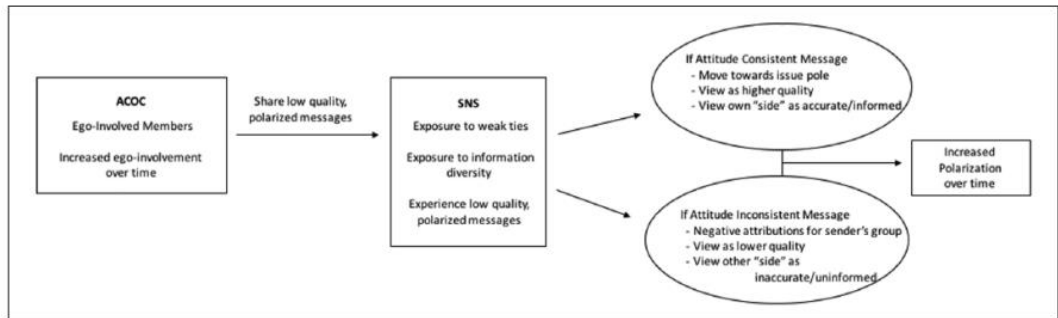 ACOC
Ego-Involved Members
Increased ego-involvement
over time
Share low quality,
polarized messages
SNS
Exposure to weak ties
Exposure to information
diversity
Experience low quality,
polarized messages
If Attitude Consistent Message
- Move towards issue pole
- View as higher quality
- View own "side" as accurate/informed
If Attitude Inconsistent Message
- Negative attributions for sender's group
- View as lower quality
- View other "side" as
inaccurate/uninformed
Increased
Polarization
over time